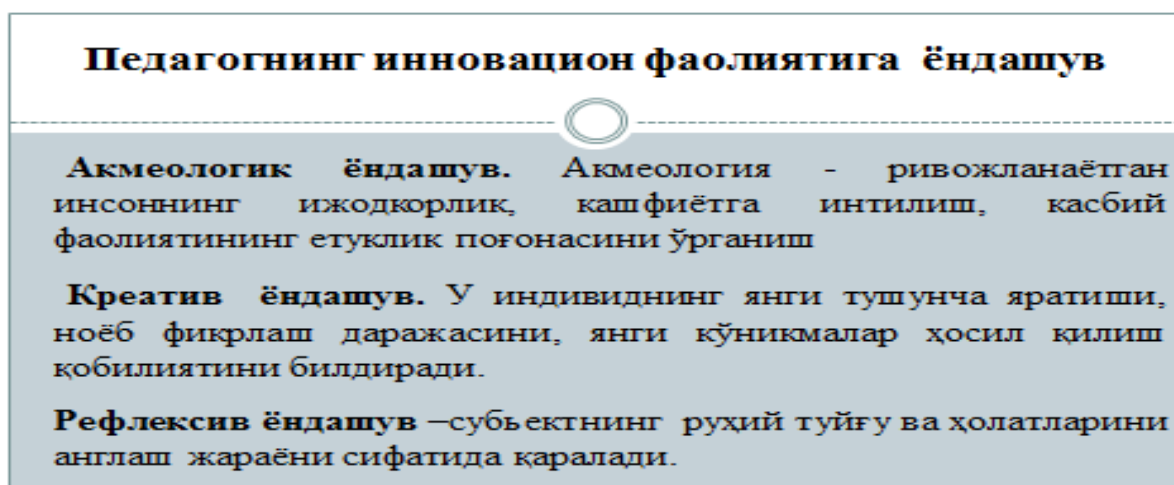 Педагогнинг инновацион фаолиятига ёндашув
Акмеологик ёндашув. Акмеология - ривожланаётган
инсоннинг ижодкорлик, кашфиётга интилиш, касбий
фаолиятининг етуклик поғонасини ўрганиш
Креатив ёндашув. У индивиднинг янги тушунча яратиши,
ноёб фикрлаш даражасини, янги кўникмалар ҳосил қилиш
қобилиятини билдиради.
Рефлексив ёндашув –субьектнинг руҳий туйғу ва ҳолатларини
англаш жараёни сифатида қаралади.